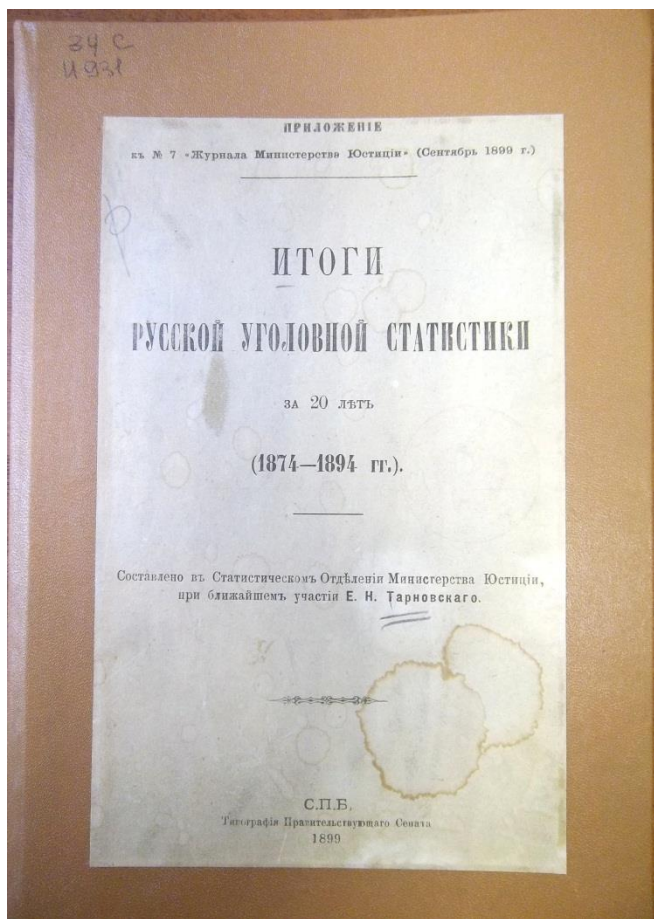 34 С
И 931
ПРИЛОЖЕНІЕ
къ № 7 «Журнала Министерства Юстиціи» (Сентябрь 1899 г.)
ИТОГИ
РУССКОЙ УГОЛОВНОЙ СТАТИСТИКИ
ЗА 20 ЛѢТЪ
(1874—1894 гг.).
Составлено въ Статистическомъ Отдѣленіи Министерства Юстиціи,
при ближайшемъ участіи Е. Н. Тарновскаго.
С.П.Б.
Типографія Правительствующаго Сената
1899